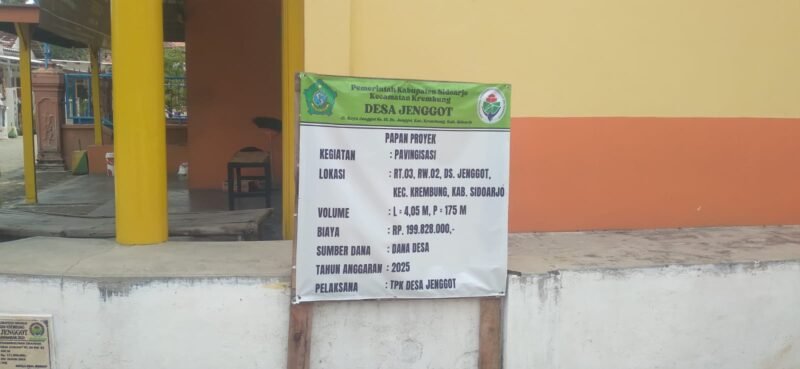 Pemerintah Kabupaten Sidoarjo
Kecamatan Krembung
DESA JENGGOT
PAPAN PROYEK
KEGIATAN : PAVINGISASI
LOKASI : RT.03, RW.02, DS. JENGGOT,
KEC. KREMBUNG, KAB. SIDOARJO
VOLUME : L = 4,05 M, P = 175 M
BIAYA : RP. 199.828.000,-
SUMBER DANA : DANA DESA
TAHUN ANGGARAN : 2025
PELAKSANA : TPK DESA JENGGOT
JENGGOT